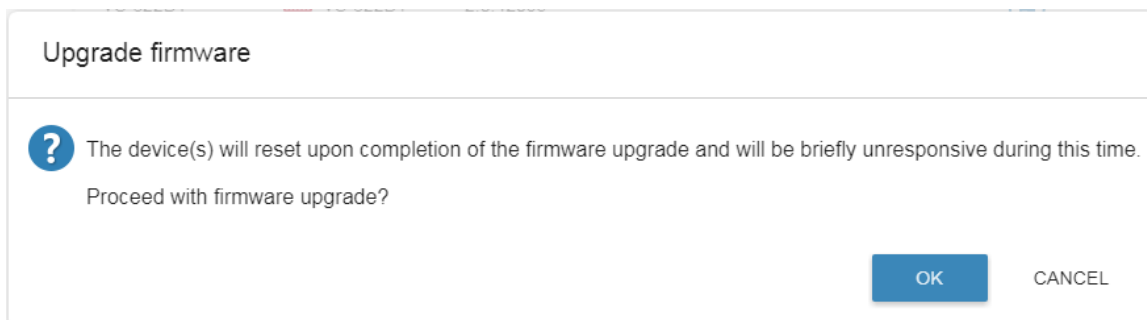 Upgrade firmware
The device(s) will reset upon completion of the firmware upgrade and will be briefly unresponsive during this time.
Proceed with firmware upgrade?
OK
CANCEL